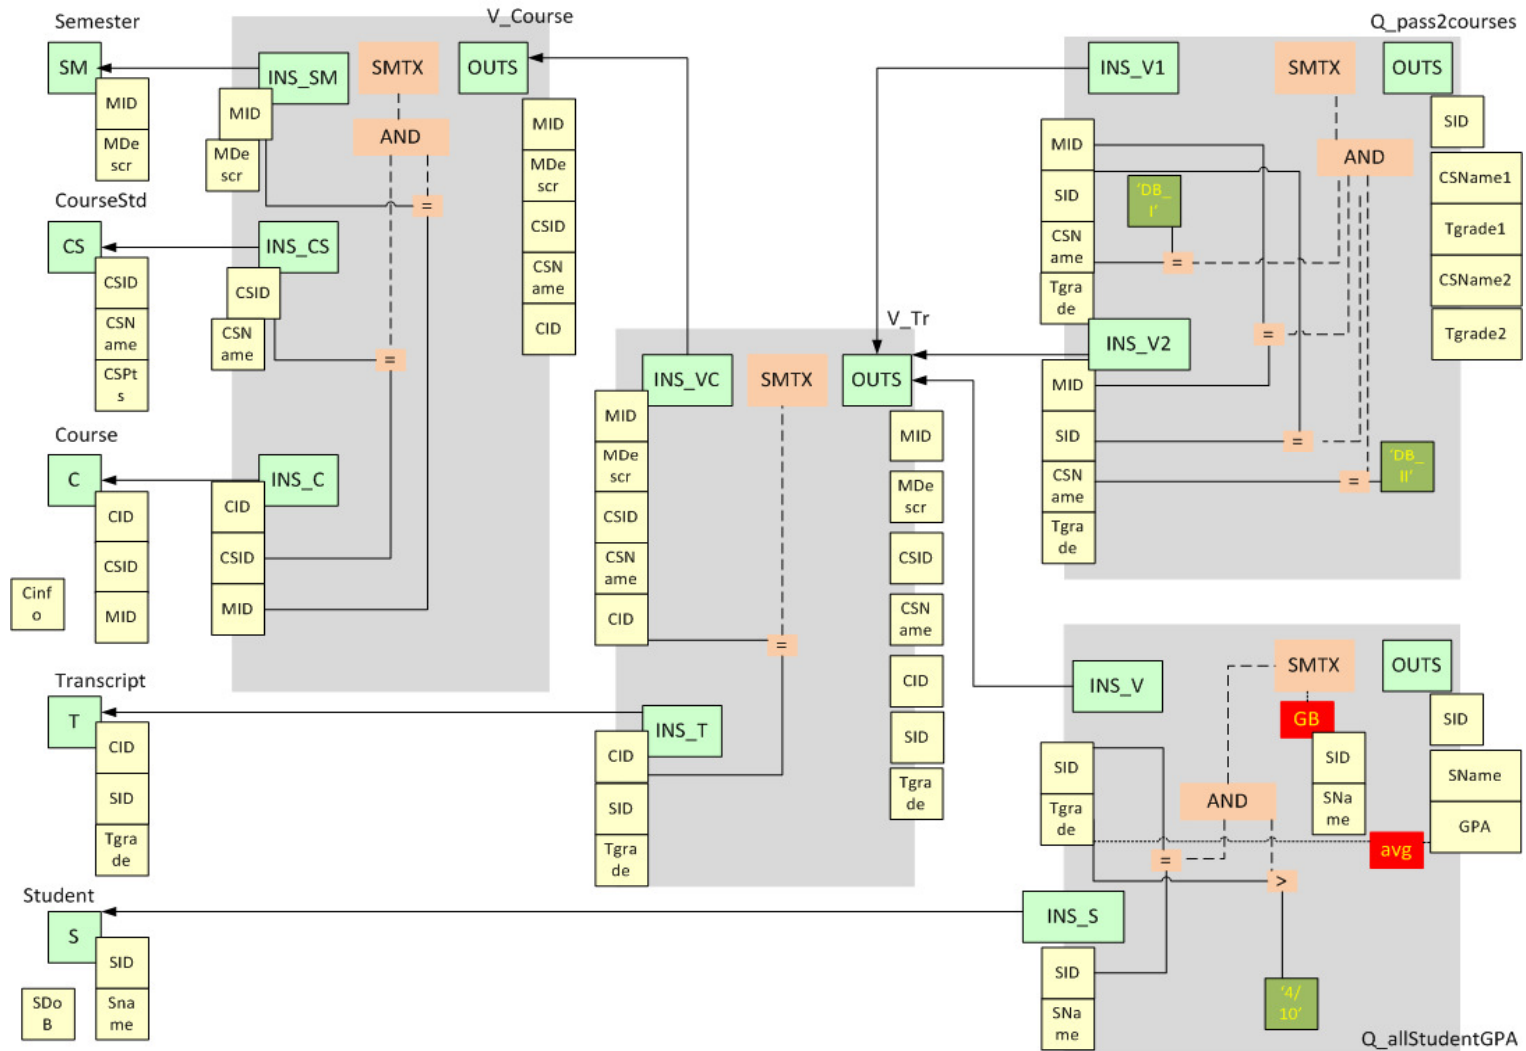 Semester
SM
MID
MDe
scr
CourseStd
CS
CSID
CSN
ame
CSPt
s
Course
C
CID
CSID
MID
Cinf
o
Transcript
T
CID
SID
Tgra
de
Student
S
SID
Sna
me
SDo
B
V_Course
INS_SM
SMTX
OUTS
MID
MDe
scr
AND
=
INS_CS
CSID
CSN
ame
=
INS_C
CID
CSID
MID
MID
MDe
scr
CSID
CSN
ame
CID
V_Tr
INS_VC
SMTX
OUTS
MID
MDe
scr
CSID
CSN
ame
CID
=
INS_T
CID
SID
Tgra
de
MID
MDe
scr
CSID
CSN
ame
CID
SID
Tgra
de
Q_pass2courses
INS_V1
SMTX
OUTS
MID
SID
CSN
ame
Tgra
de
‘DB_
I’
=
AND
=
INS_V2
MID
SID
CSN
ame
Tgra
de
=
=
‘DB_
II’
SID
CSName1
Tgrade1
CSName2
Tgrade2
INS_V
SMTX
OUTS
GB
SID
SNa
me
SID
Tgra
de
AND
=
>
avg
SID
SName
GPA
INS_S
SID
SNa
me
‘4/
10’
Q_allStudentGPA